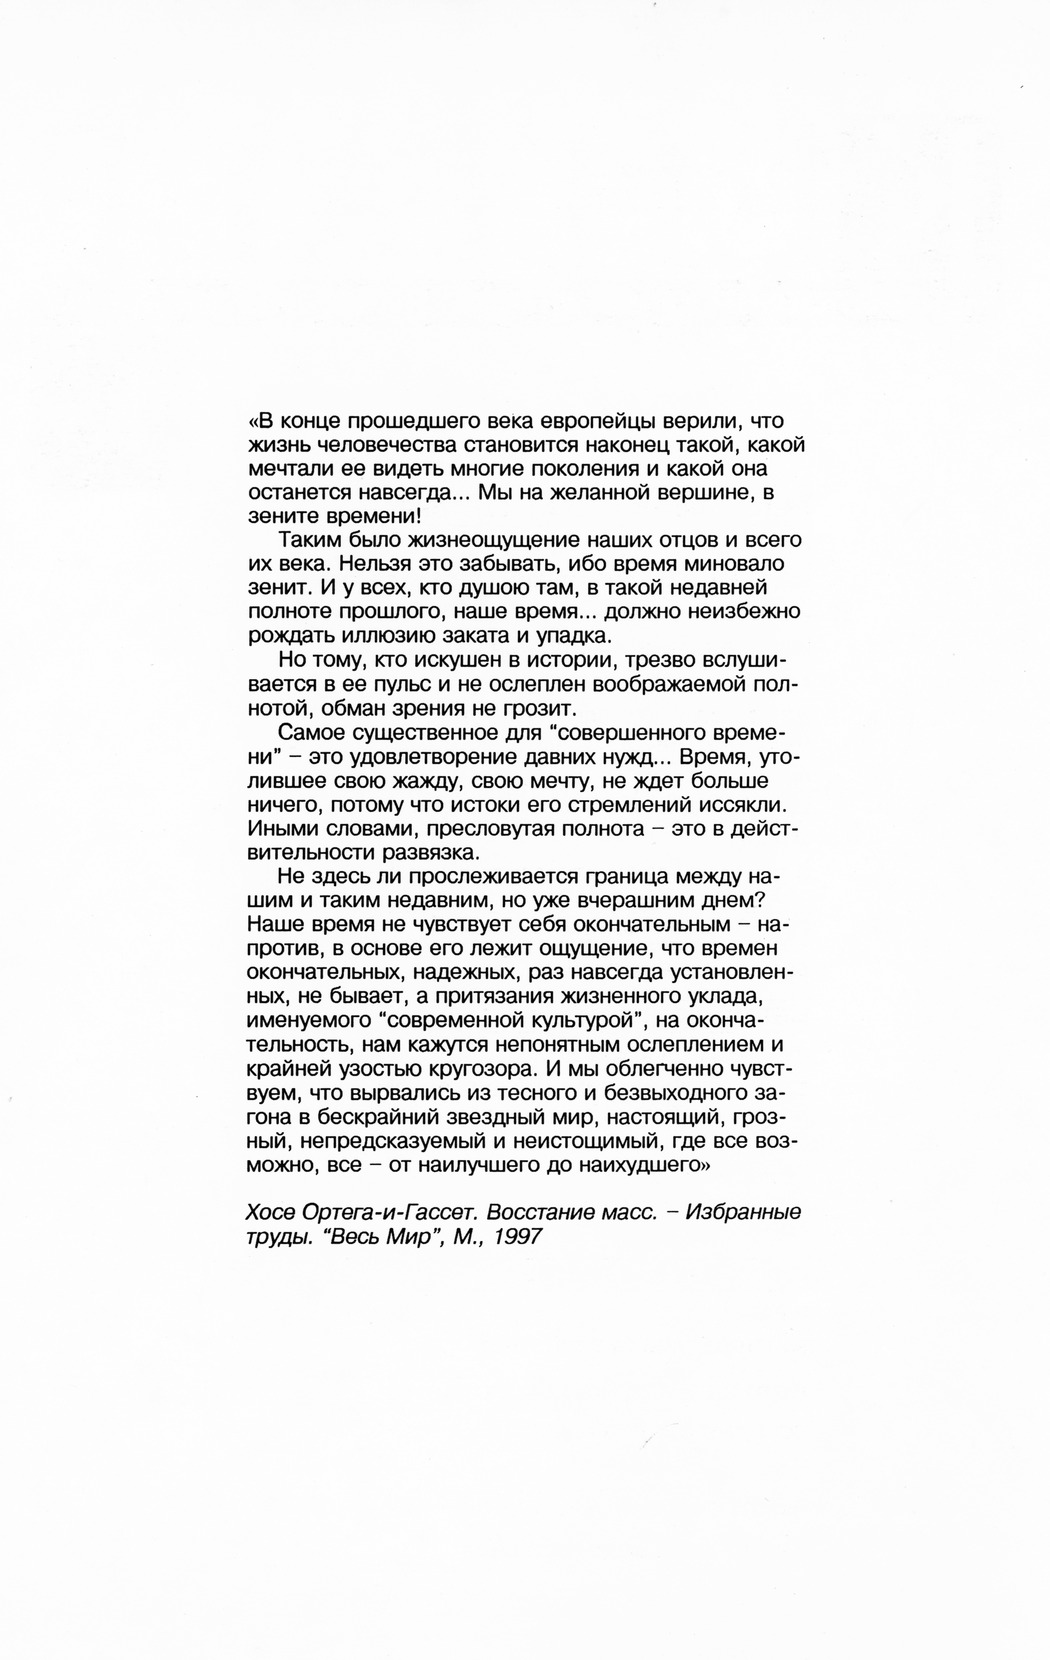 «В конце прошедшего века европейцы верили, что
жизнь человечества становится наконец такой, какой
мечтали ее видеть многие поколения и какой она
останется навсегда... Мы на желанной вершине, в
зените времени!
Таким было жизнеощущение наших отцов и всего
их века. Нельзя это забывать, ибо время миновало
зенит. И у всех, кто душою там, в такой недавней
полноте прошлого, наше время... должно неизбежно
рождать иллюзию заката и упадка.
Но тому, кто искушен в истории, трезво вслуши-
вается в ее пульс и не ослеплен воображаемой пол-
нотой, обман зрения не грозит.
Самое существенное для "совершенного време-
ни" – это удовлетворение давних нужд... Время, уто-
лившее свою жажду, свою мечту, не ждет больше
ничего, потому что истоки его стремлений иссякли.
Иными словами, пресловутая полнота – это в дейст-
вительности развязка.
Не здесь ли прослеживается граница между на-
шим и таким недавним, но уже вчерашним днем?
Наше время не чувствует себя окончательным – на-
против, в основе его лежит ощущение, что времен
окончательных, надежных, раз навсегда установлен-
ных, не бывает, а притязания жизненного уклада,
именуемого "современной культурой", на оконча-
тельность, нам кажутся непонятным ослеплением и
крайней узостью кругозора. И мы облегченно чувст-
вуем, что вырвались из тесного и безвыходного за-
гона в бескрайний звездный мир, настоящий, гроз-
ный, непредсказуемый и неистощимый, где все воз-
можно, все – от наилучшего до наихудшего»
Хосе Ортега-и-Гассет. Восстание масс. – Избранные
труды. "Весь Мир", М., 1997